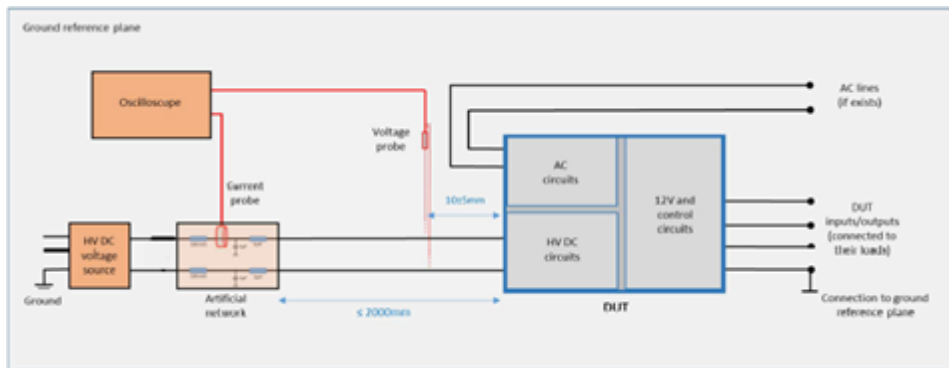 Ground reference plane
Oscilloscope
Voltage
probe
Current
probe
AC lines
(if exists)
AC
circuits
12V and
control
circuits
10±5mm
HV DC
voltage
source
HV DC
circuits
DUT
inputs/outputs
(connected to
their loads)
Ground
Artificial
network
≤ 2000mm
DUT
Connection to ground
reference plane